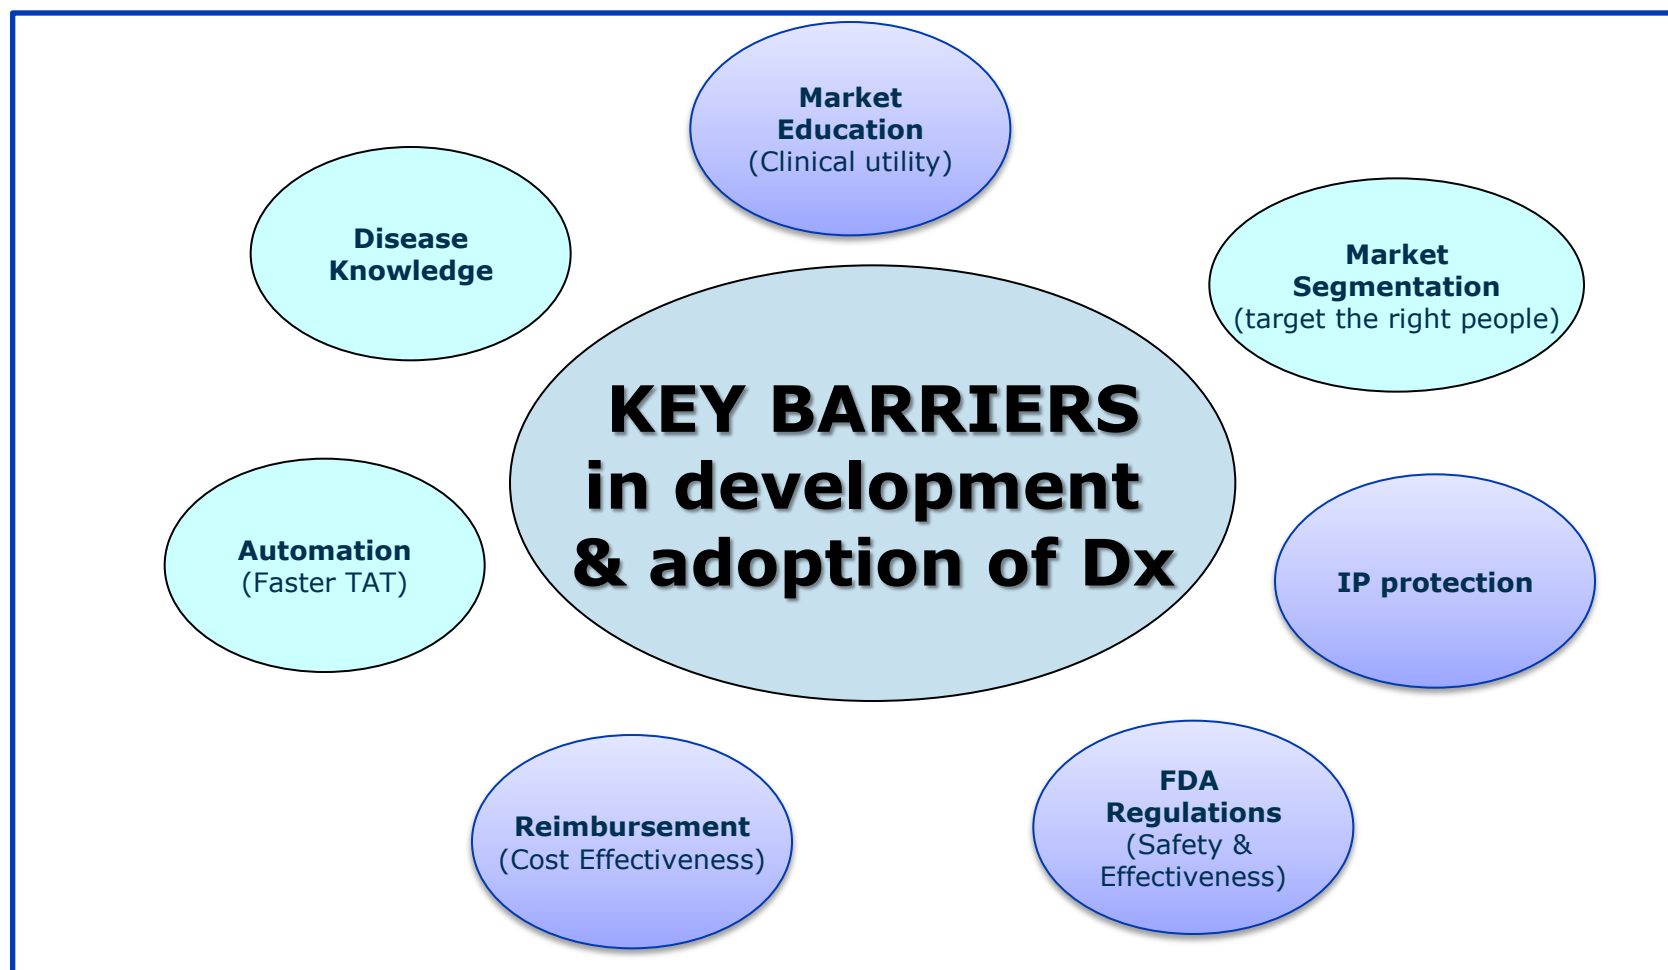 Market
Education
(Clinical utility)
Disease
Knowledge
Market
Segmentation
(target the right people)
KEY BARRIERS
in development
& adoption of Dx
Automation
(Faster TAT)
IP protection
Reimbursement
(Cost Effectiveness)
FDA
Regulations
(Safety &
Effectiveness)